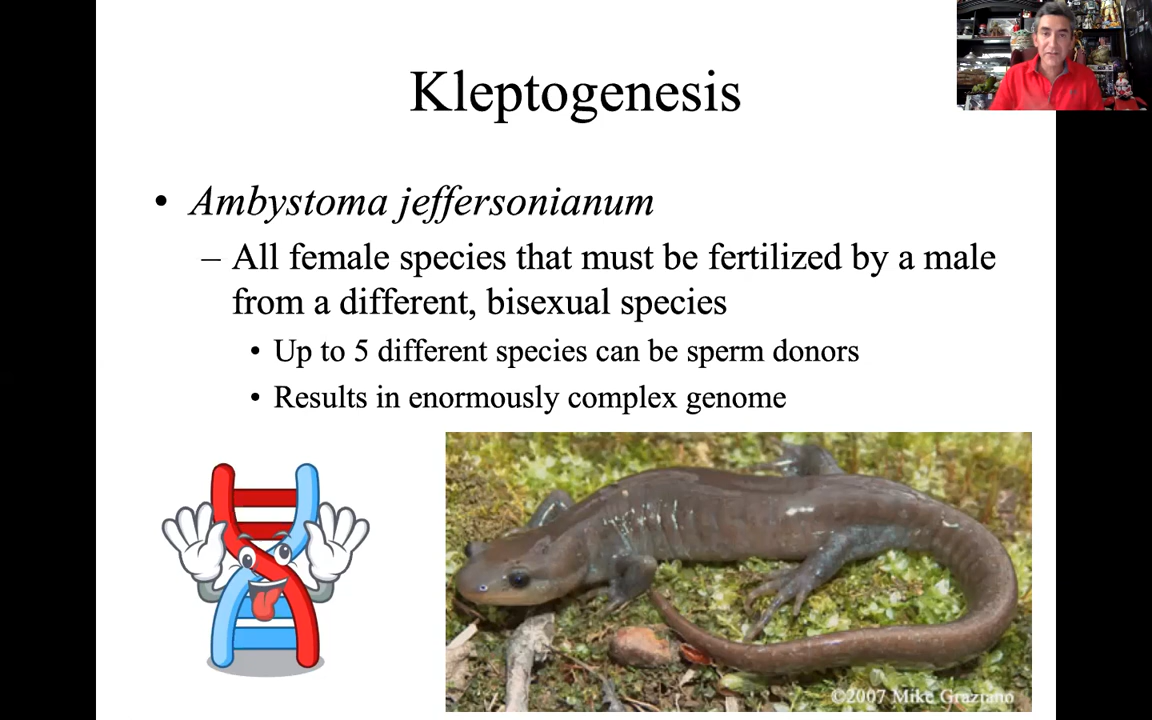 Kleptogenesis
• Ambystoma jeffersonianum
– All female species that must be fertilized by a male
from a different, bisexual species
• Up to 5 different species can be sperm donors
• Results in enormously complex genome
©2007 Mike Graziano